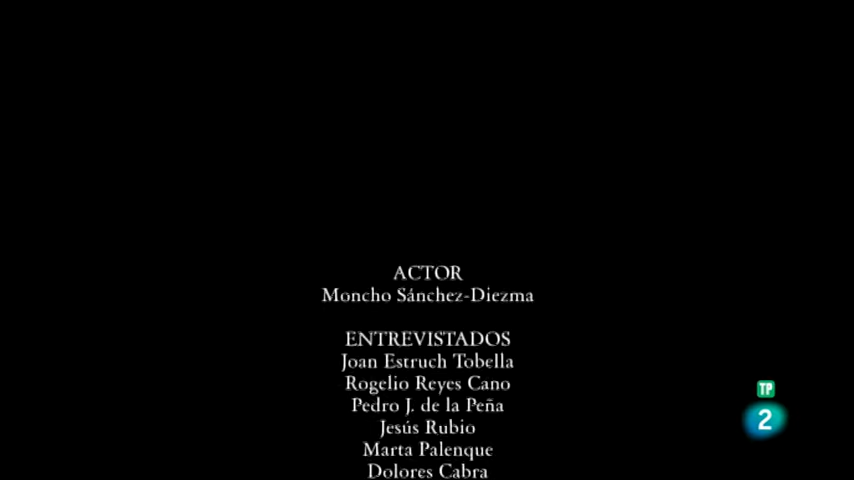 ACTOR
Moncho Sánchez-Diezma
ENTREVISTADOS
Joan Estruch Tobella
Rogelio Reyes Cano
Pedro J. de la Peña
Jesús Rubio
Marta Palenque
Dolores Cabra
TP
2